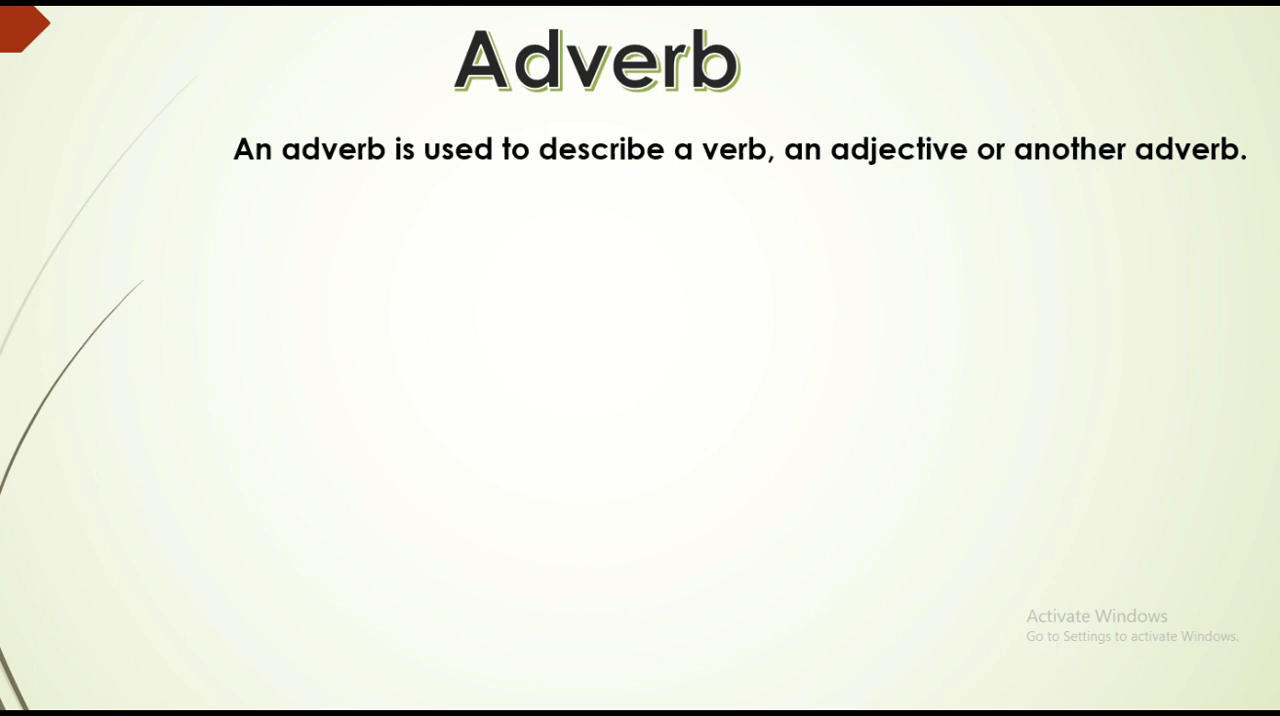 Adverb
An adverb is used to describe a verb, an adjective or another adverb.
Activate Windows
Go to Settings to activate Windows.